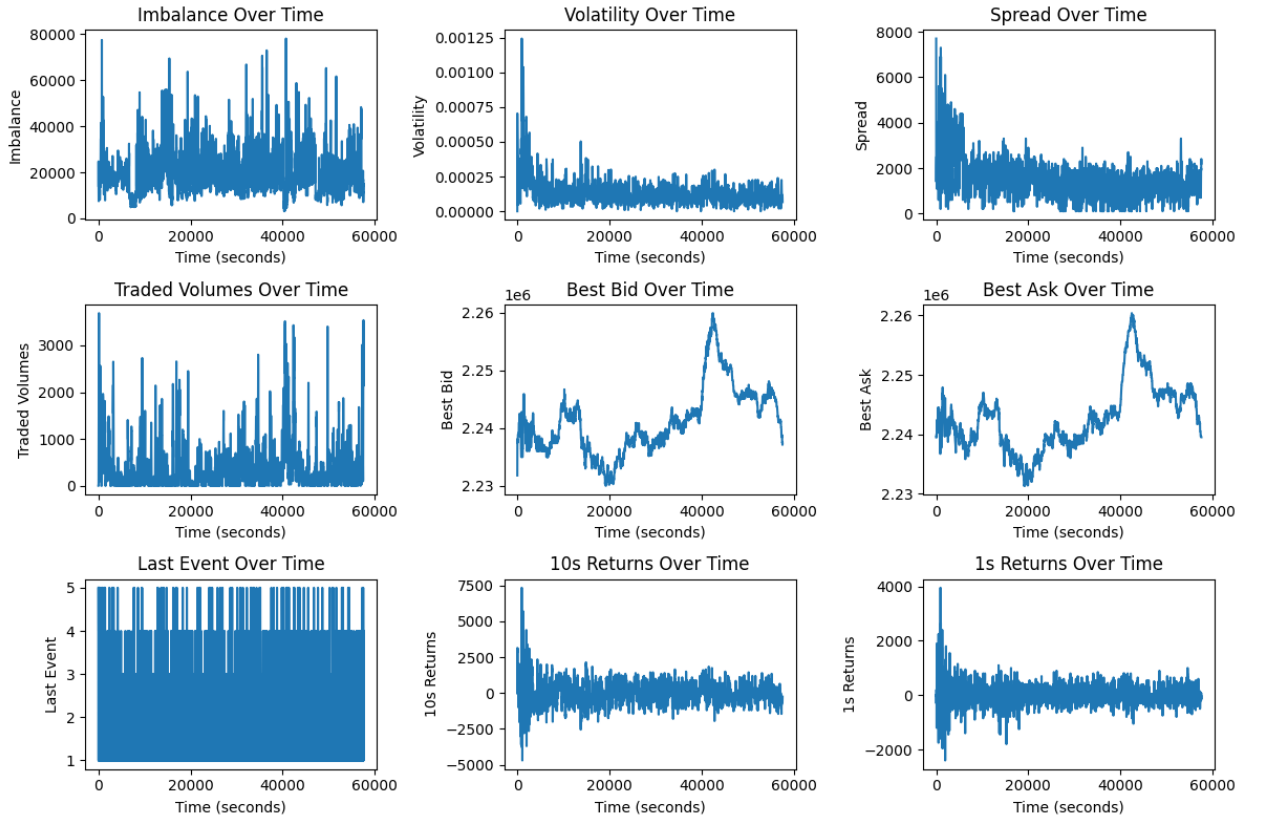 Imbalance Over Time
80000
60000
40000
20000
0
Imbalance
0 20000 40000 60000
Time (seconds)
Volatility Over Time
0.00125
0.00100
0.00075
0.00050
0.00025
0.00000
Volatility
0 20000 40000 60000
Time (seconds)
Spread Over Time
8000
6000
4000
2000
0
Spread
0 20000 40000 60000
Time (seconds)
Traded Volumes Over Time
3000
2000
1000
0
Traded Volumes
0 20000 40000 60000
Time (seconds)
Best Bid Over Time
1e6
2.26
2.25
2.24
2.23
Best Bid
0 20000 40000 60000
Time (seconds)
Best Ask Over Time
1e6
2.26
2.25
2.24
2.23
Best Ask
0 20000 40000 60000
Time (seconds)
Last Event Over Time
5
4
3
2
1
Last Event
0 20000 40000 60000
Time (seconds)
10s Returns Over Time
7500
5000
2500
0
−2500
−5000
10s Returns
0 20000 40000 60000
Time (seconds)
1s Returns Over Time
4000
2000
0
−2000
1s Returns
0 20000 40000 60000
Time (seconds)